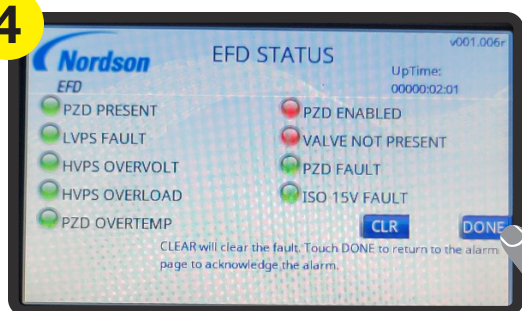 4
Nordson
EFD
EFD STATUS
v001.006r
UpTime:
00000:02:01
PZD PRESENT
LVPS FAULT
HVPS OVERVOLT
HVPS OVERLOAD
PZD OVERTEMP
PZD ENABLED
VALVE NOT PRESENT
PZD FAULT
ISO 15V FAULT
CLR
DONE
CLEAR will clear the fault. Touch DONE to return to the alarm
page to acknowledge the alarm.